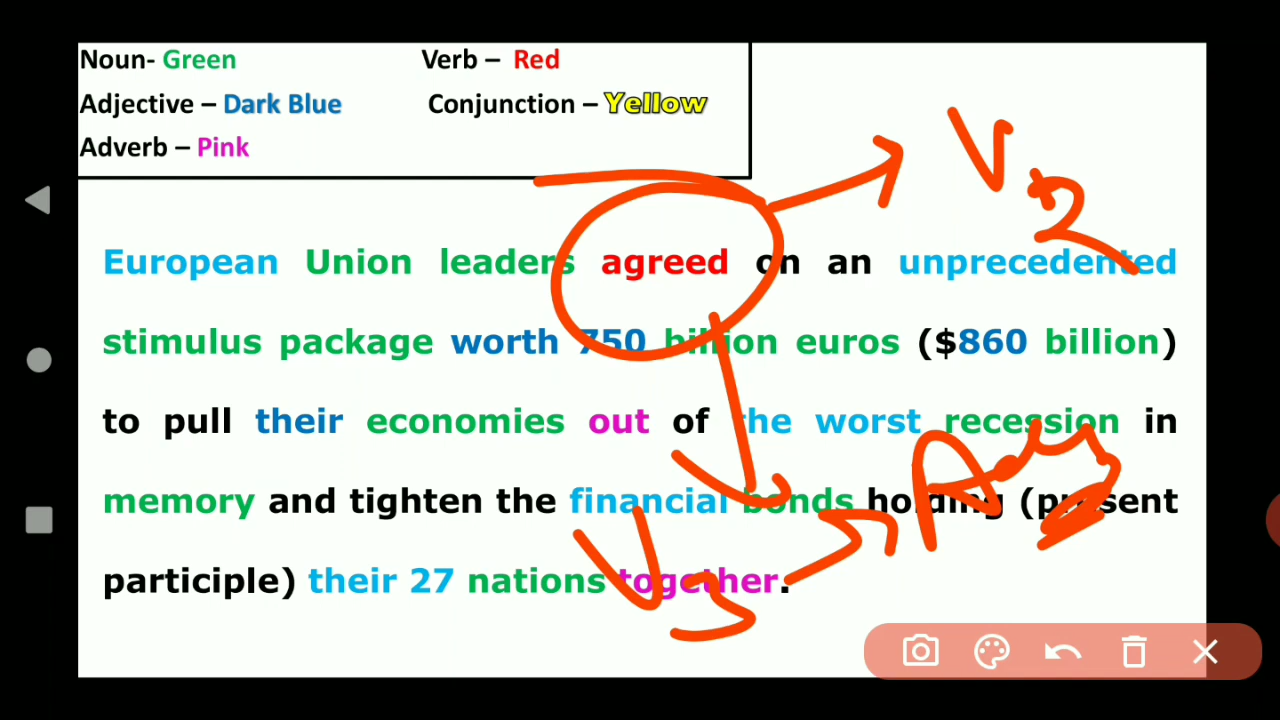 Noun- Green Verb – Red
Adjective – Dark Blue Conjunction – Yellow
Adverb – Pink
V2
European Union leaders agreed on an unprecedented
stimulus package worth 750 billion euros ($860 billion)
to pull their economies out of the worst recession in
memory and tighten the financial bonds holding (present
participle) their 27 nations together.
V3
Adj